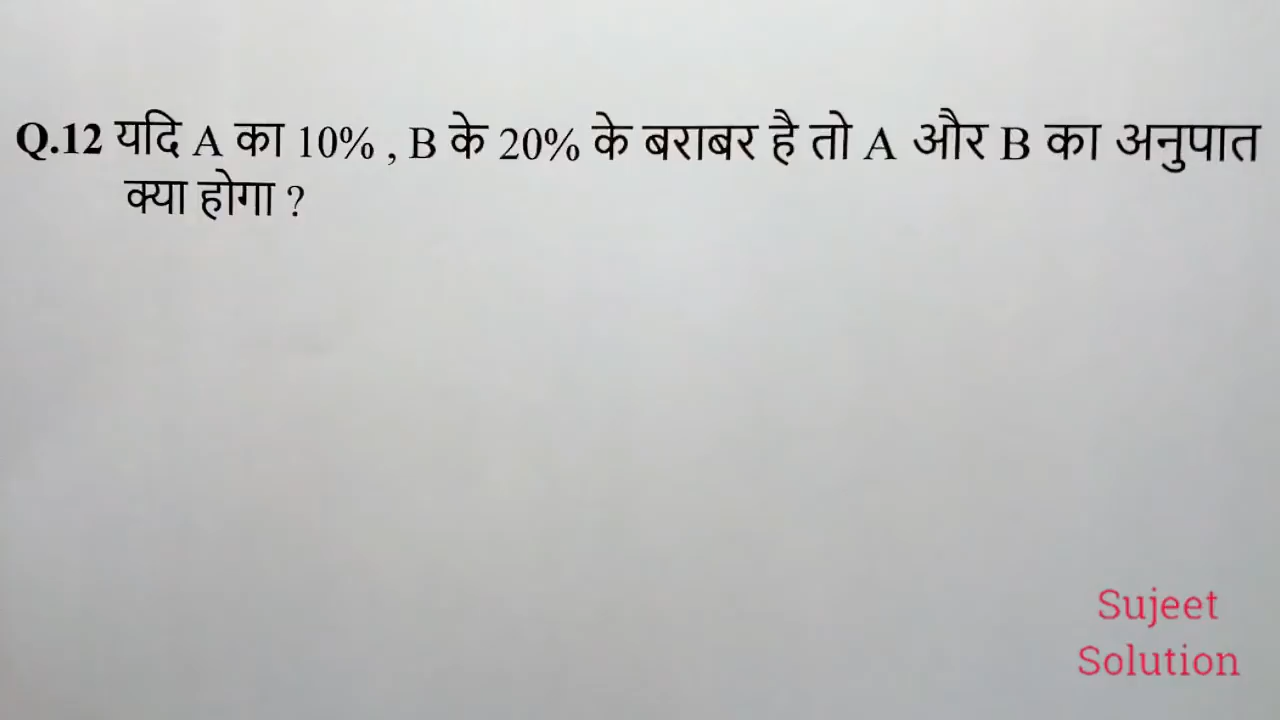 Q.12 यदि A का 10% , B के 20% के बराबर है तो A और B का अनुपात
क्या होगा ?
Sujeet
Solution